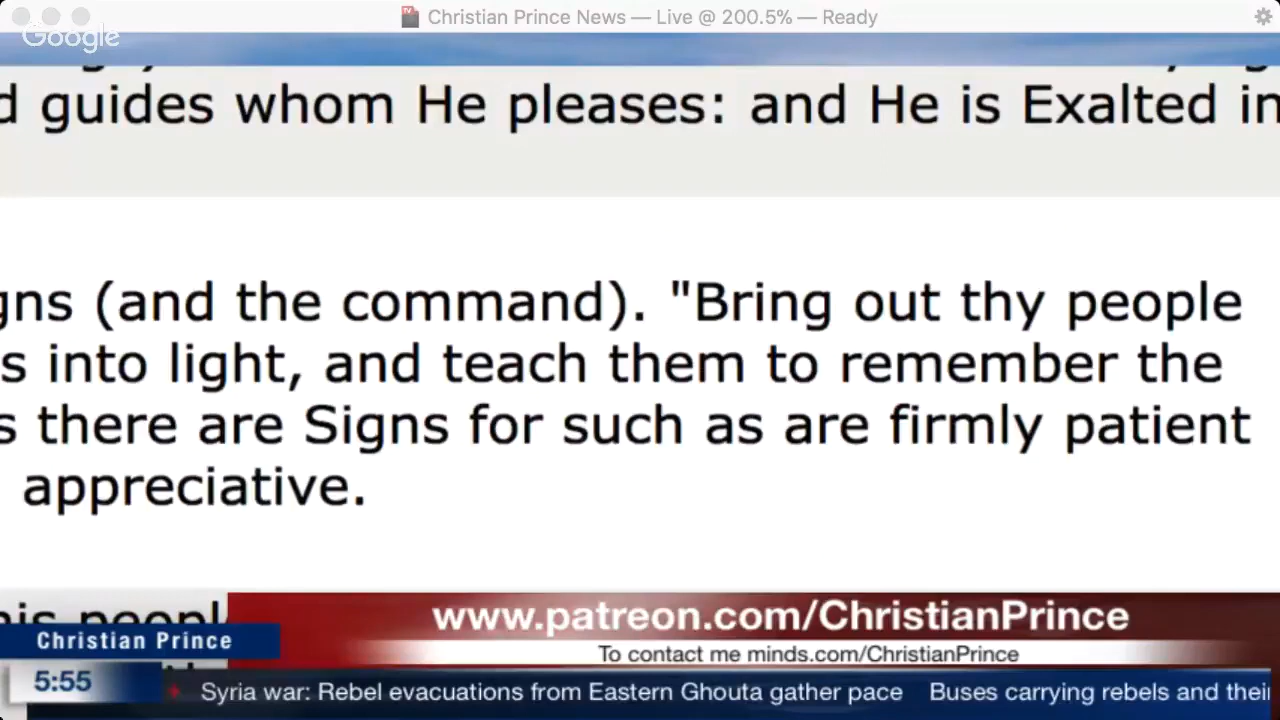 Christian Prince News — Live @ 200.5% — Ready
Google
guides whom He pleases: and He is Exalted in
(and the command). "Bring out thy people
into light, and teach them to remember the
there are Signs for such as are firmly patient
appreciative.
www.patreon.com/ChristianPrince
Christian Prince
To contact me minds.com/ChristianPrince
5:55
Syria war: Rebel evacuations from Eastern Ghouta gather pace Buses carrying rebels and their